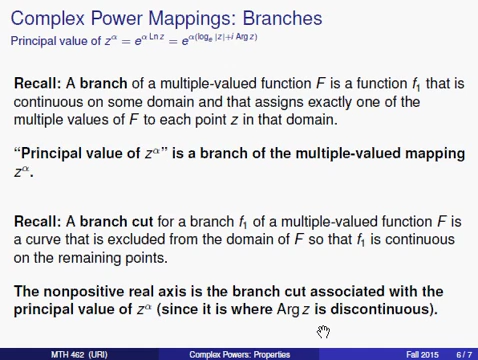 Complex Power Mappings: Branches
Principal value of z^α = e^{α Ln z} = e^{α(log_e |z|+i Arg z)}
Recall: A branch of a multiple-valued function F is a function f₁ that is
continuous on some domain and that assigns exactly one of the
multiple values of F to each point z in that domain.
“Principal value of z^α” is a branch of the multiple-valued mapping
z^α.
Recall: A branch cut for a branch f₁ of a multiple-valued function F is
a curve that is excluded from the domain of F so that f₁ is continuous
on the remaining points.
The nonpositive real axis is the branch cut associated with the
principal value of z^α (since it is where Arg z is discontinuous).
MTH 462 (URI) Complex Powers: Properties Fall 2015 6 / 7